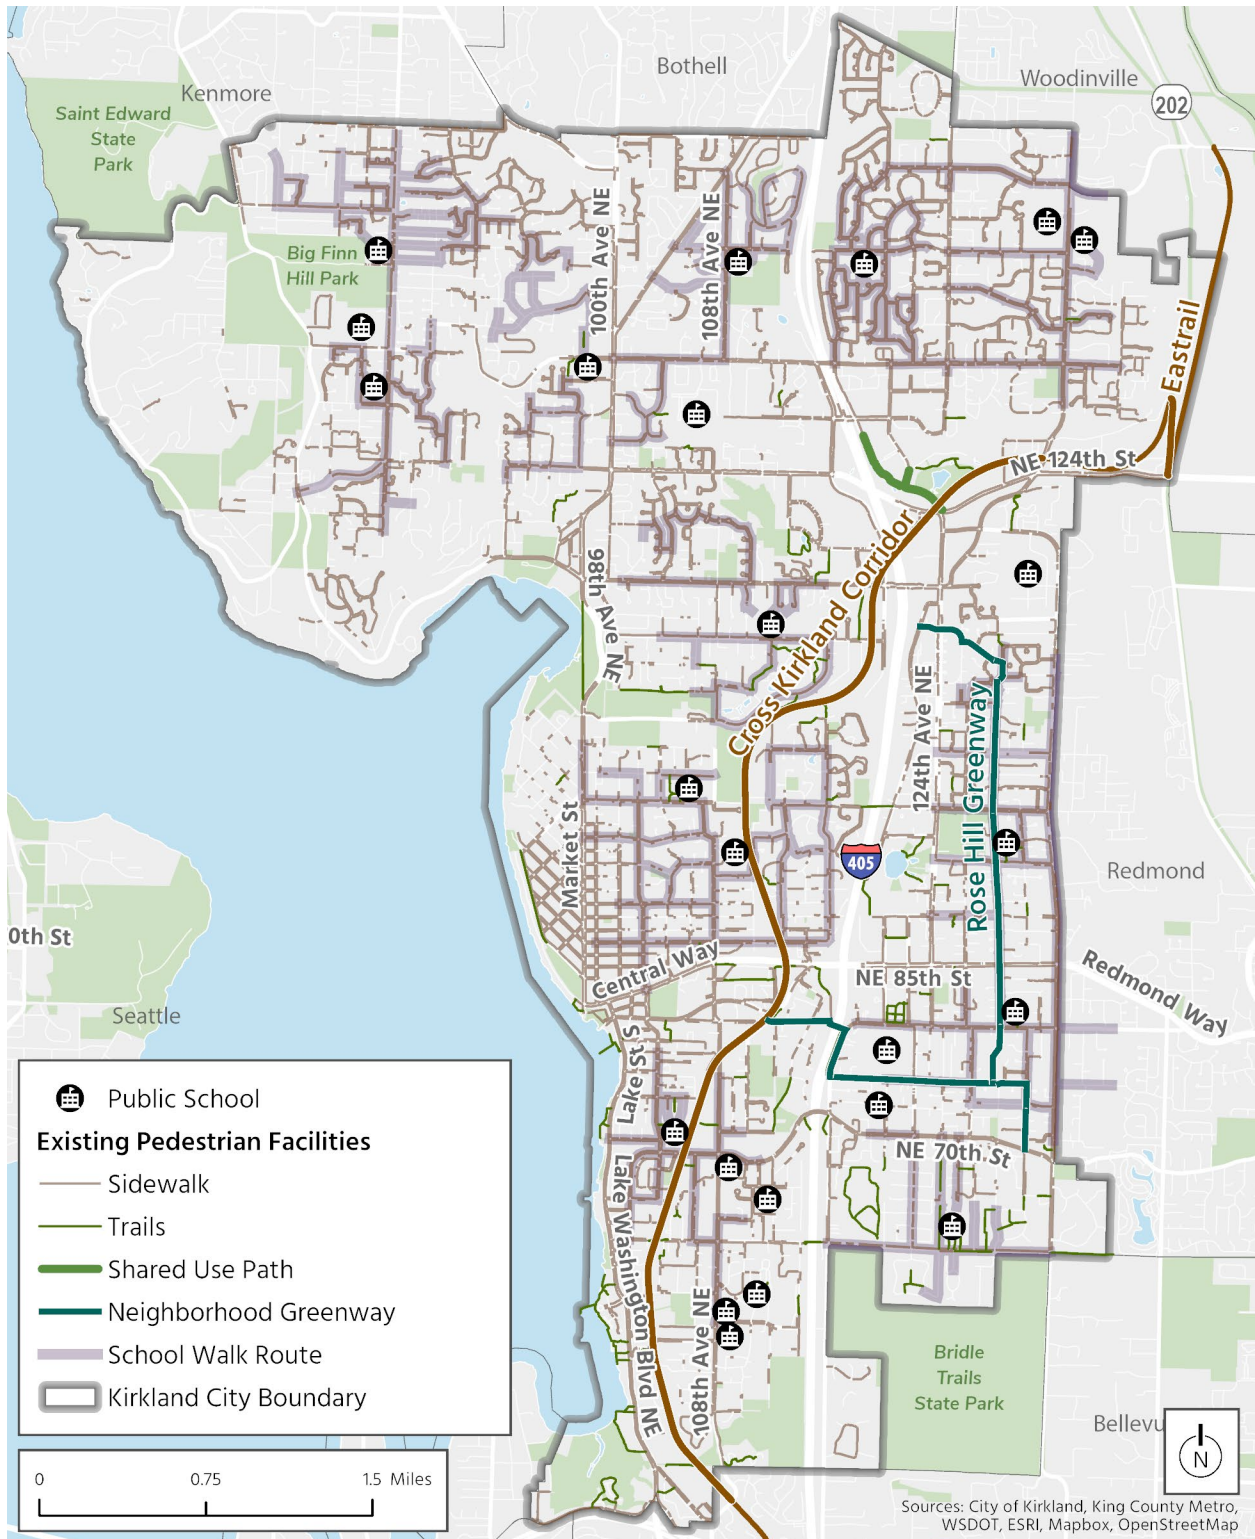 Bothell
Woodinville
Kenmore
202
Saint Edward
State
Park
Big Finn
Hill Park
100th Ave NE
108th Ave NE
Eastrail
NE 124th St
Cross Kirkland Corridor
98th Ave NE
124th Ave NE
Rose Hill Greenway
Market St
405
Redmond
0th St
Central Way
NE 85th St
Redmond Way
Seattle
Lake St S
NE 70th St
Lake Washington Blvd NE
108th Ave NE
Bridle
Trails
State Park
Bellevu
Public School
Existing Pedestrian Facilities
Sidewalk
Trails
Shared Use Path
Neighborhood Greenway
School Walk Route
Kirkland City Boundary
0 0.75 1.5 Miles
N
Sources: City of Kirkland, King County Metro,
WSDOT, ESRI, Mapbox, OpenStreetMap